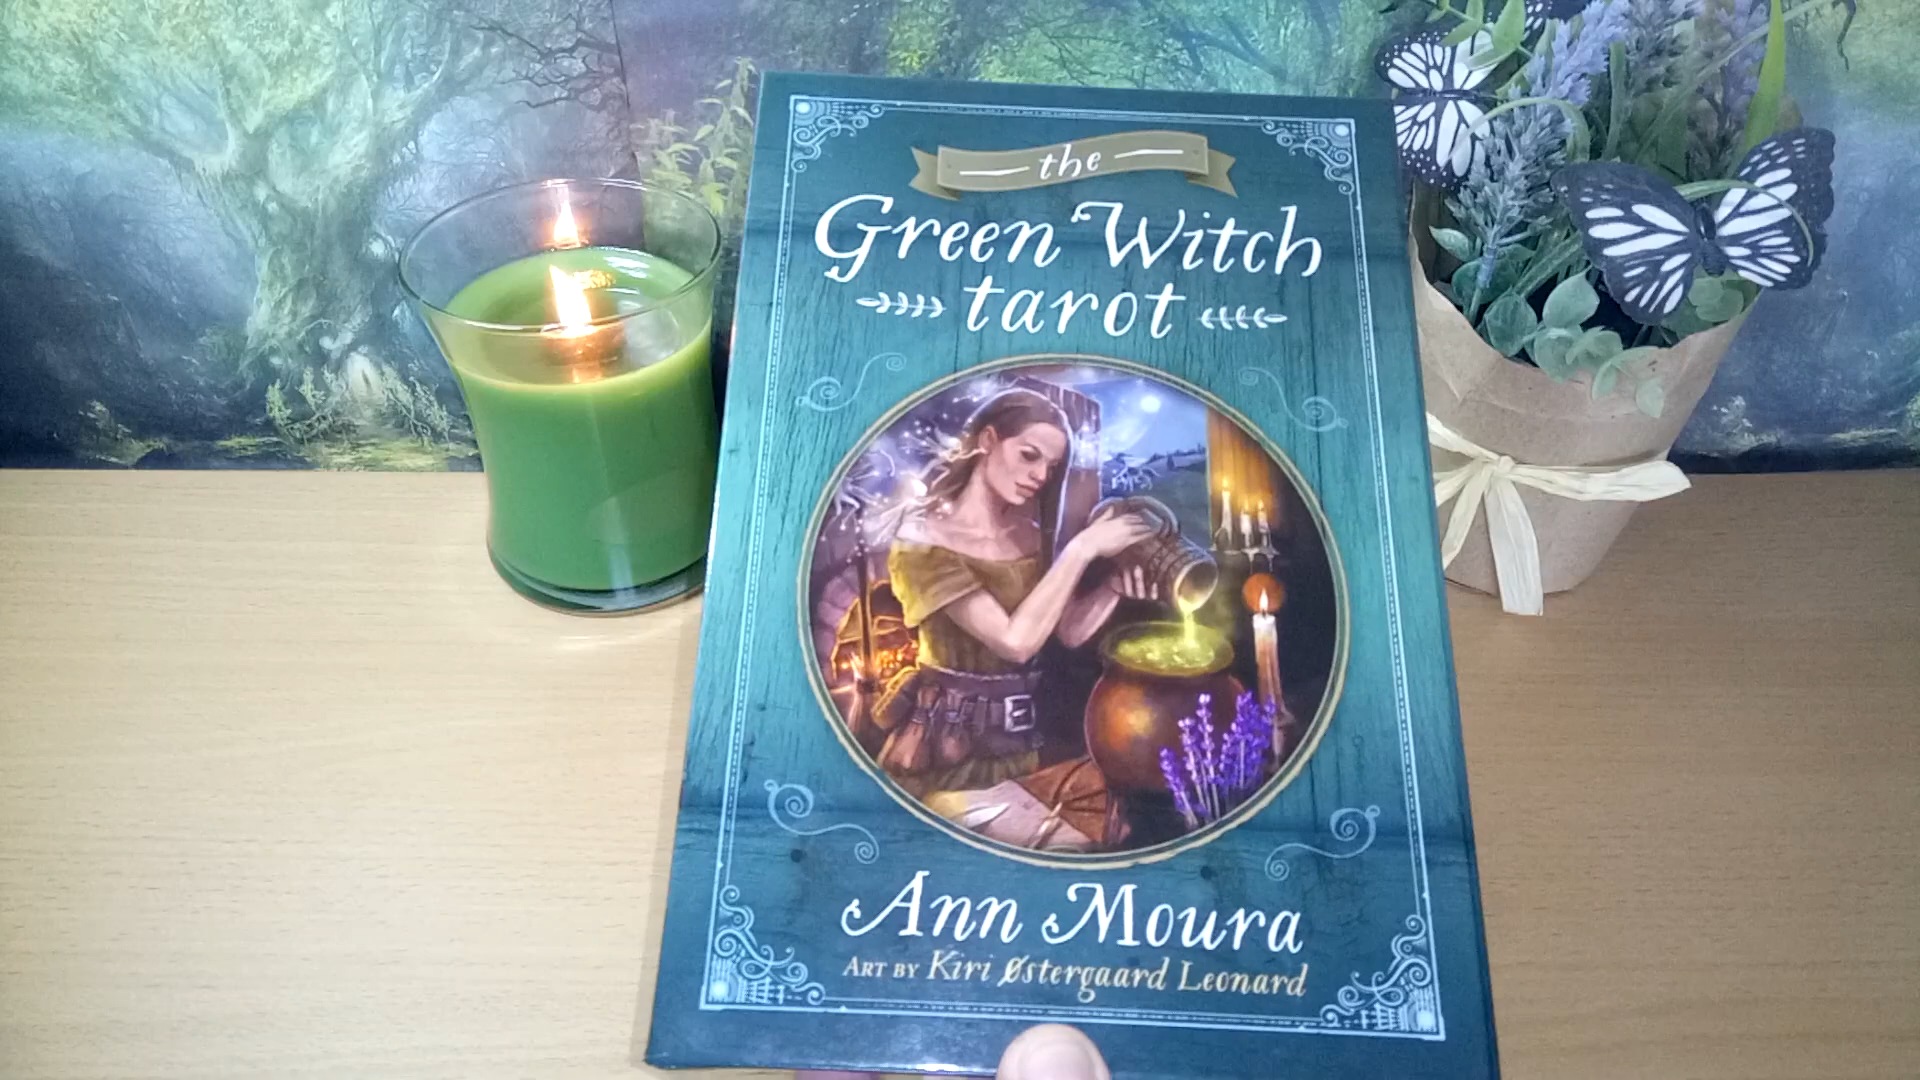 the
Green Witch
tarot
Ann Moura
ART BY Kiri Østergaard Leonard